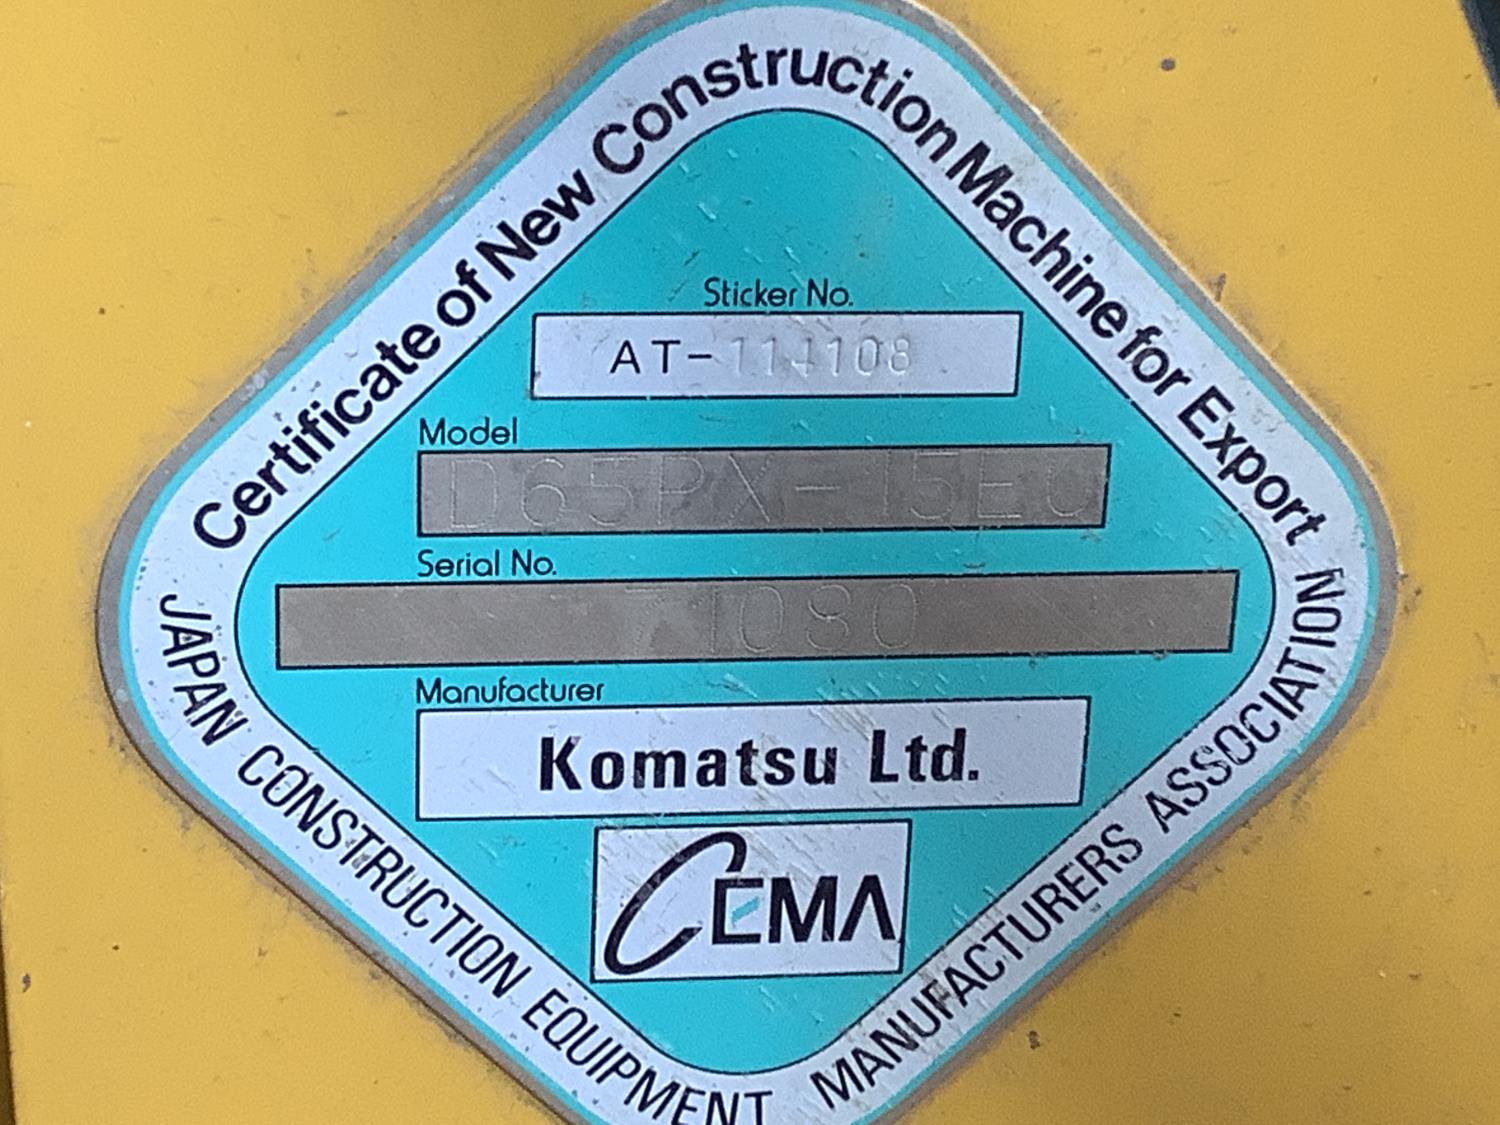 Certificate of New Construction Machine for Export
Sticker No.
AT-114108
Model
D65PX-15E0
Serial No.
71080
Manufacturer
Komatsu Ltd.
CEMA
JAPAN CONSTRUCTION EQUIPMENT MANUFACTURERS ASSOCIATION